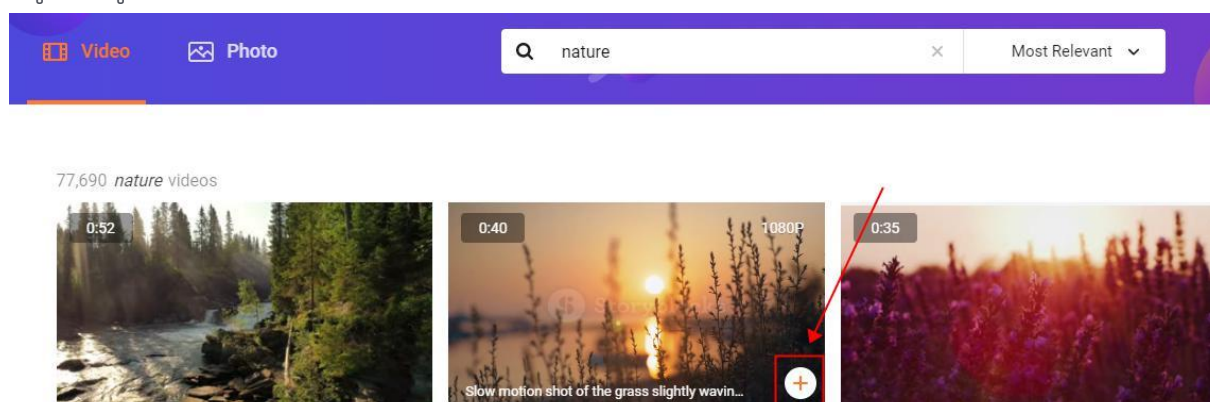 Video
Photo
nature
Most Relevant
77,690 nature videos
0:52
0:40
1080P
0:35
Slow motion shot of the grass slightly wavin...